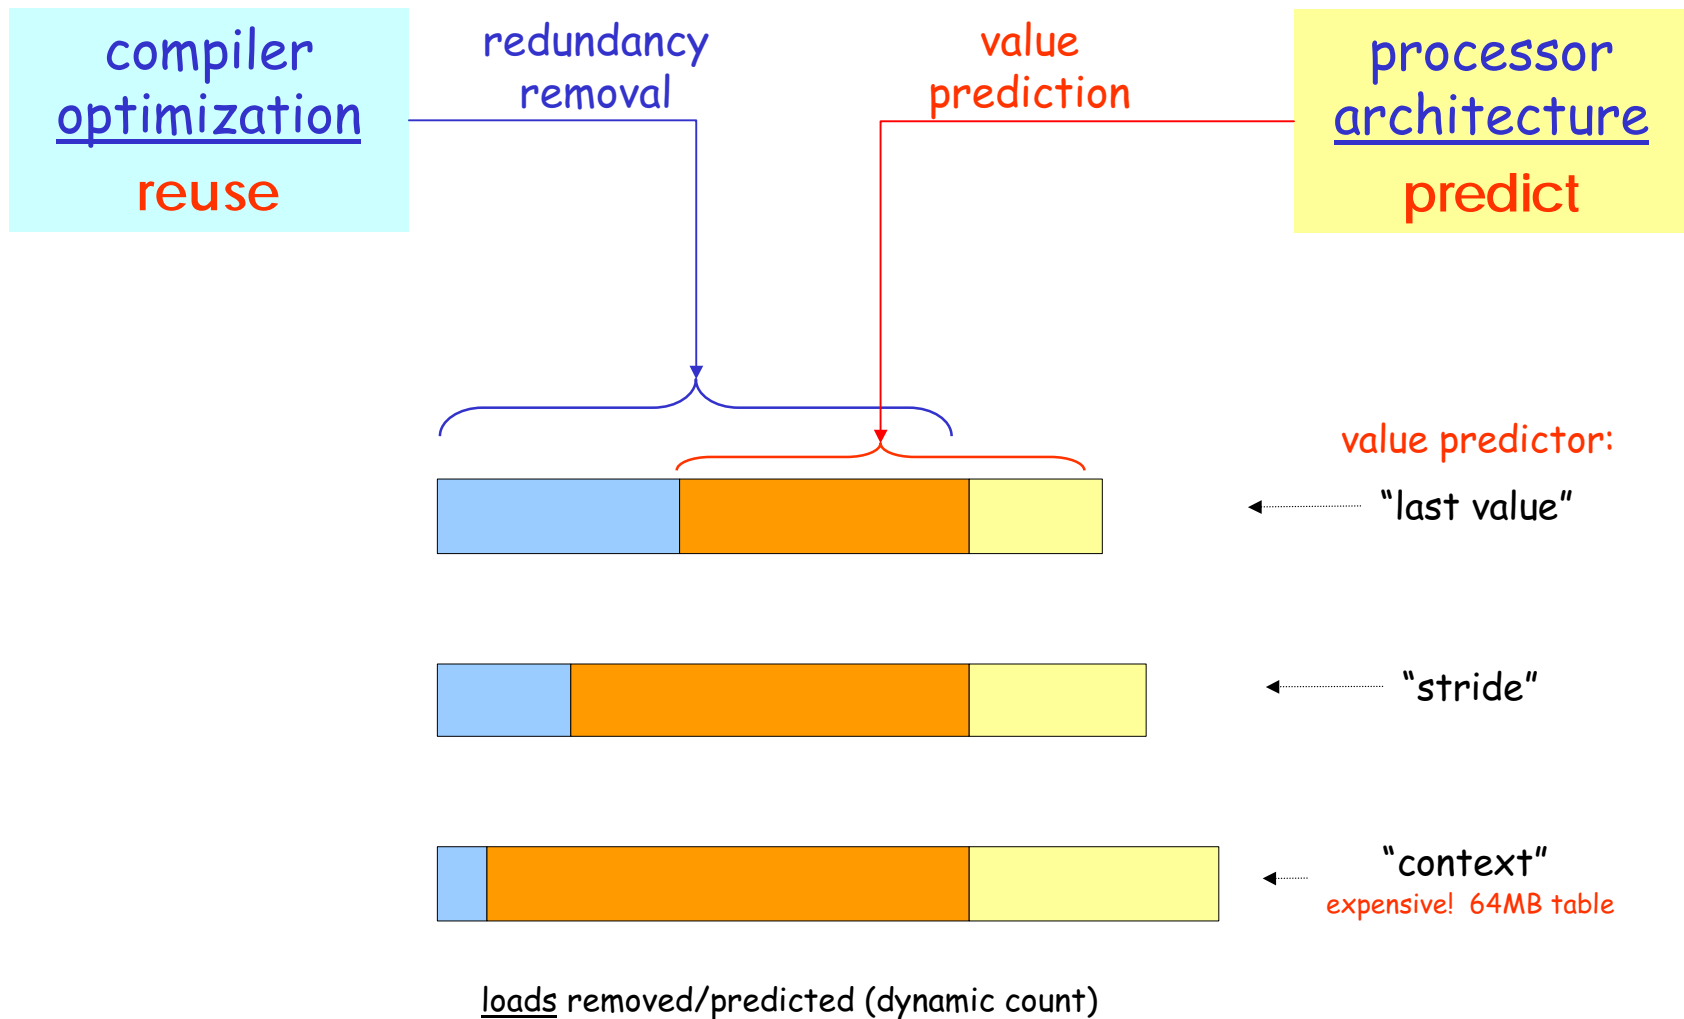 compiler
optimization
reuse
redundancy
removal
value
prediction
processor
architecture
predict
value predictor:
“last value”
“stride”
“context”
expensive!  64MB table
loads removed/predicted (dynamic count)